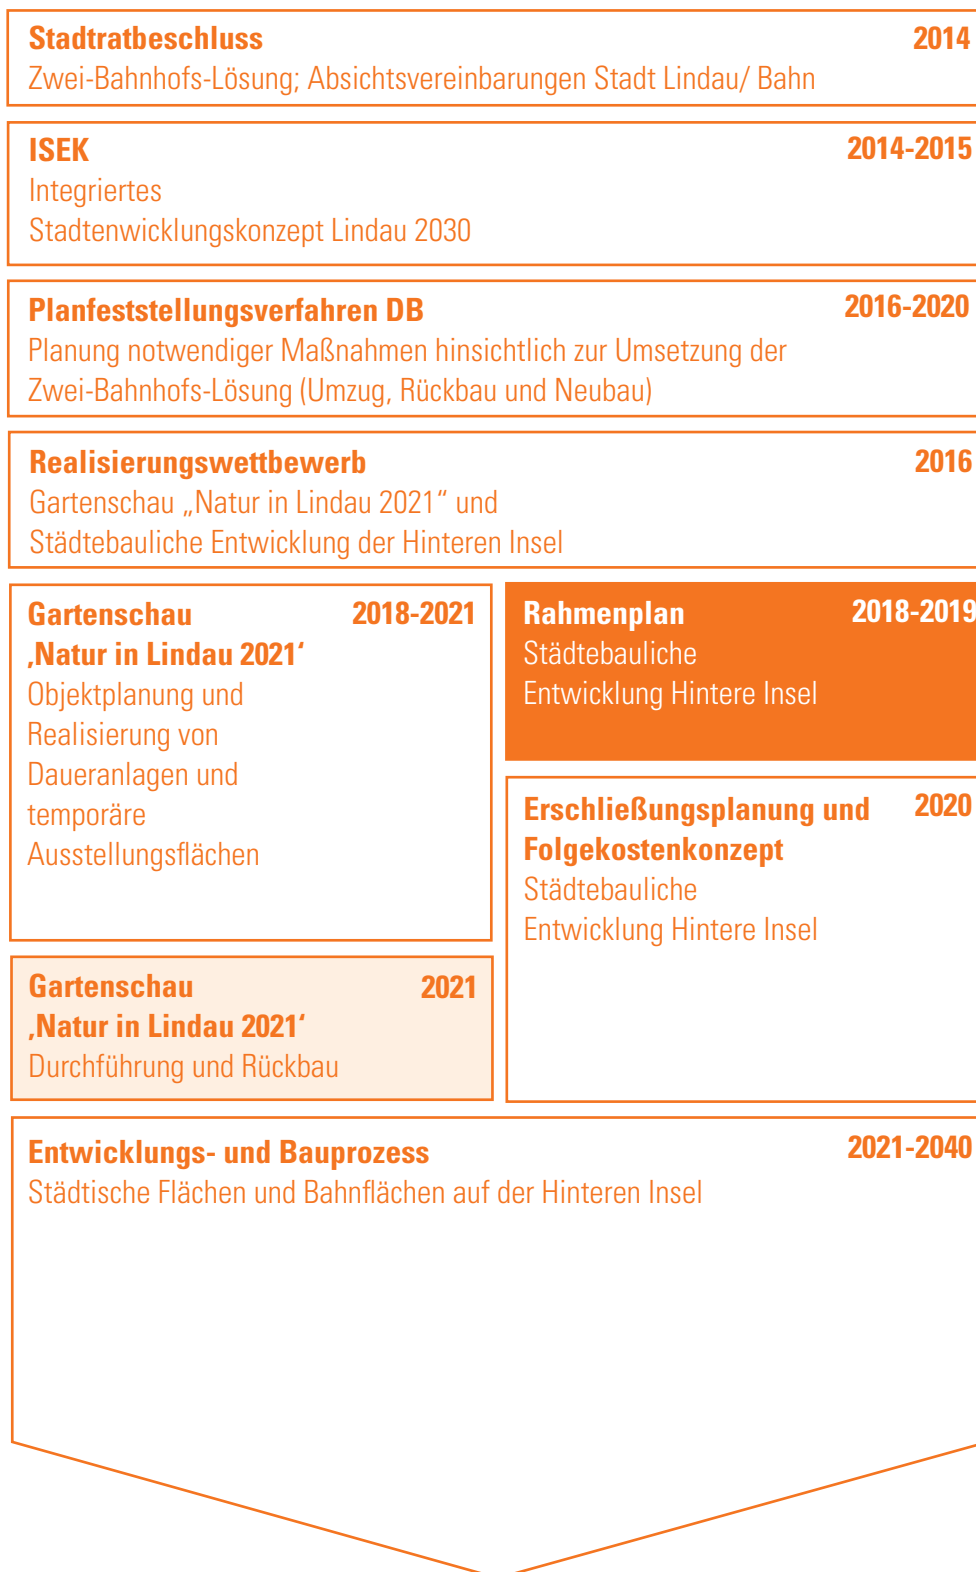 Stadtratbeschluss 2014
Zwei-Bahnhofs-Lösung; Absichtsvereinbarungen Stadt Lindau/ Bahn
ISEK 2014-2015
Integriertes
Stadtenwicklungskonzept Lindau 2030
Planfeststellungsverfahren DB 2016-2020
Planung notwendiger Maßnahmen hinsichtlich zur Umsetzung der
Zwei-Bahnhofs-Lösung (Umzug, Rückbau und Neubau)
Realisierungswettbewerb 2016
Gartenschau „Natur in Lindau 2021“ und
Städtebauliche Entwicklung der Hinteren Insel
Gartenschau 2018-2021
‚Natur in Lindau 2021‘
Objektplanung und
Realisierung von
Daueranlagen und
temporäre
Ausstellungsflächen
Rahmenplan 2018-2019
Städtebauliche
Entwicklung Hintere Insel
Erschließungsplanung und 2020
Folgekostenkonzept
Städtebauliche
Entwicklung Hintere Insel
Gartenschau 2021
‚Natur in Lindau 2021‘
Durchführung und Rückbau
Entwicklungs- und Bauprozess 2021-2040
Städtische Flächen und Bahnflächen auf der Hinteren Insel